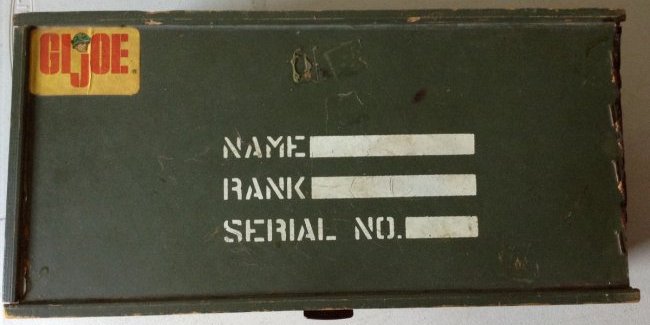 GI JOE
NAME
RANK
SERIAL NO.